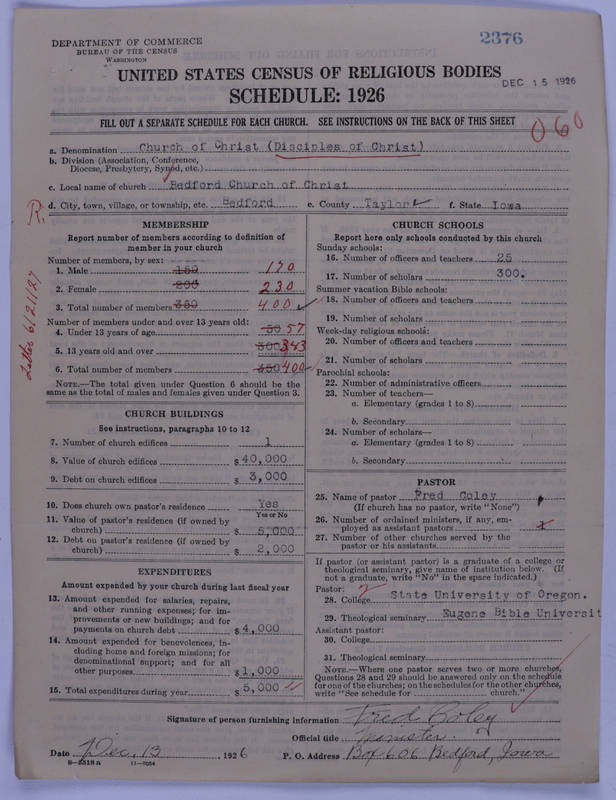 2376
DEPARTMENT OF COMMERCE
BUREAU OF THE CENSUS
WASHINGTON
UNITED STATES CENSUS OF RELIGIOUS BODIES
DEC 15 1926
SCHEDULE: 1926
FILL OUT A SEPARATE SCHEDULE FOR EACH CHURCH. SEE INSTRUCTIONS ON THE BACK OF THIS SHEET
060
a. Denomination Church of Christ (Disciples of Christ)
b. Division (Association, Conference, Diocese, Presbytery, Synod, etc.)
c. Local name of church Bedford Church of Christ
d. City, town, village, or township, etc. Bedford e. County Taylor f. State Iowa
R.
Letter 6/21/27
MEMBERSHIP
Report number of members according to definition of
member in your church
Number of members, by sex:
1. Male 150 170
2. Female 200 230
3. Total number of members 350 400
Number of members under and over 13 years old:
4. Under 13 years of age 50 57
5. 13 years old and over 300 343
6. Total number of members 350 400
NOTE.—The total given under Question 6 should be the
same as the total of males and females given under Question 3.
CHURCH BUILDINGS
See instructions, paragraphs 10 to 12
7. Number of church edifices 1
8. Value of church edifices $ 40,000
9. Debt on church edifices $ 3,000
10. Does church own pastor's residence? Yes
Yes or No
11. Value of pastor's residence (if owned by
church) $ 5,000
12. Debt on pastor's residence (if owned by
church) $ 2,000
EXPENDITURES
Amount expended by your church during last fiscal year
13. Amount expended for salaries, repairs,
and other running expenses; for im-
provements or new buildings; and for
payments on church debt $ 4,000
14. Amount expended for benevolences, in-
cluding home and foreign missions; for
denominational support; and for all
other purposes $ 1,000
15. Total expenditures during year $ 5,000
CHURCH SCHOOLS
Report here only schools conducted by this church
Sunday schools:
16. Number of officers and teachers 25
17. Number of scholars 300.
Summer vacation Bible schools:
18. Number of officers and teachers
19. Number of scholars
Week-day religious schools:
20. Number of officers and teachers
21. Number of scholars
Parochial schools:
22. Number of administrative officers
23. Number of teachers—
a. Elementary (grades 1 to 8)
b. Secondary
24. Number of scholars—
a. Elementary (grades 1 to 8)
b. Secondary
PASTOR
25. Name of pastor Fred Coley
(If church has no pastor, write "None")
26. Number of ordained ministers, if any, em-
ployed as assistant pastors
27. Number of other churches served by the
pastor or his assistants
If pastor (or assistant pastor) is a graduate of a college or
theological seminary, give name of institution below. (If
not a graduate, write "No" in the space indicated.)
Pastor: 2
28. College State University of Oregon.
29. Theological seminary Eugene Bible Universit
Assistant pastor:
30. College
31. Theological seminary
NOTE.—Where one pastor serves two or more churches,
Questions 28 and 29 should be answered only on the schedule
for one of the churches; on the schedules for the other churches,
write "See schedule for church."
Signature of person furnishing information Fred Coley
Official title Minister.
Date Dec. 13, 1926 P. O. Address Box 606 Bedford, Iowa
8-5518a 11-9054